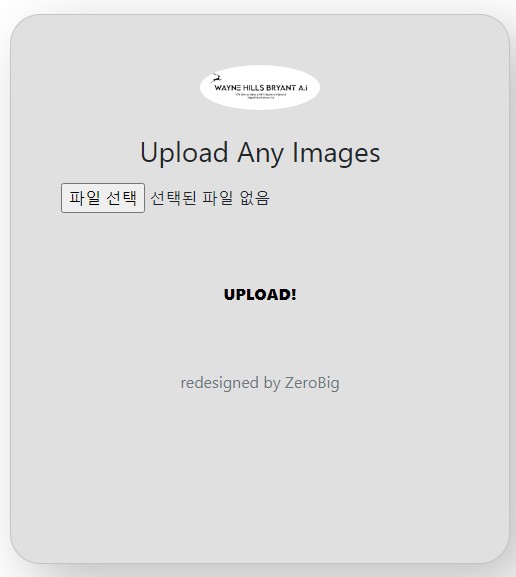 WAYNE HILLS BRYANT A.i
Upload Any Images
파일 선택 선택된 파일 없음
UPLOAD!
redesigned by ZeroBig